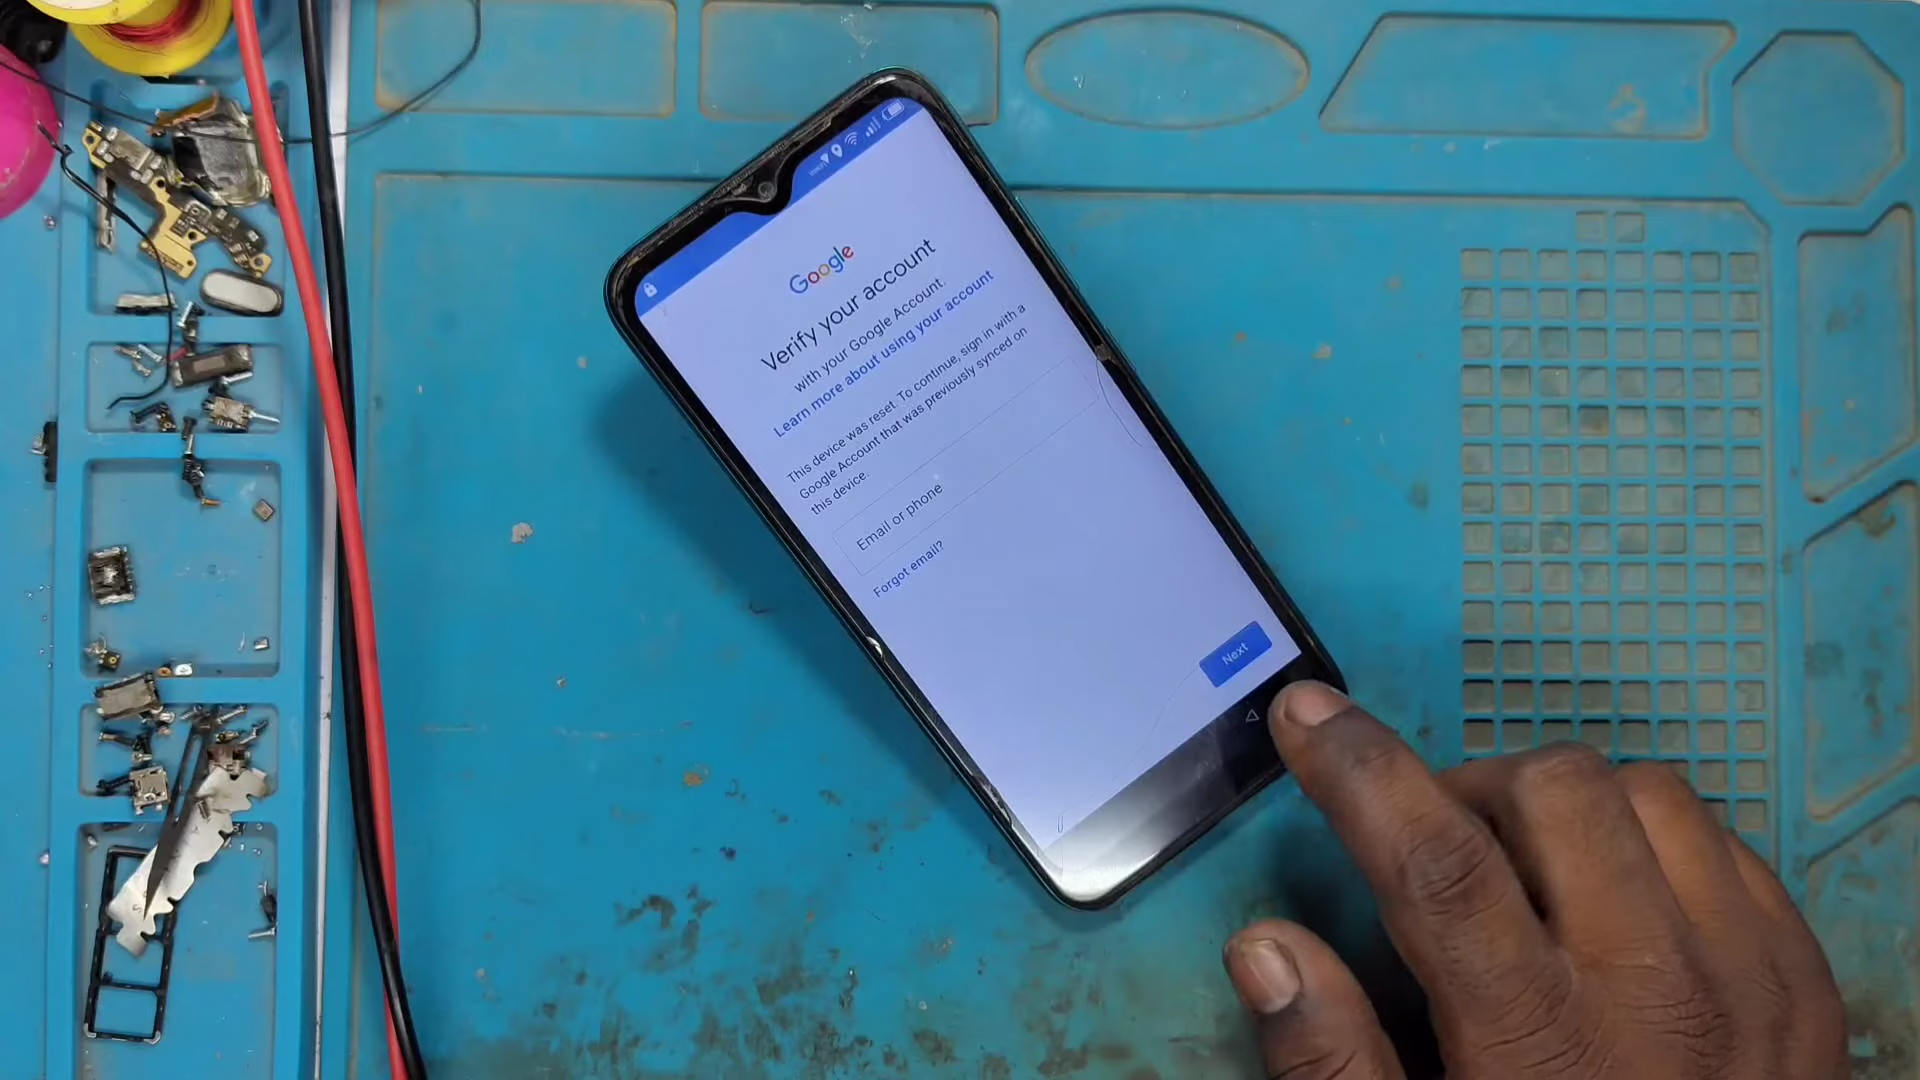 Google
Verify your account
with your Google Account.
Learn more about using your account
This device was reset. To continue, sign in with a
Google Account that was previously synced on
this device.
Email or phone
Forgot email?
Next